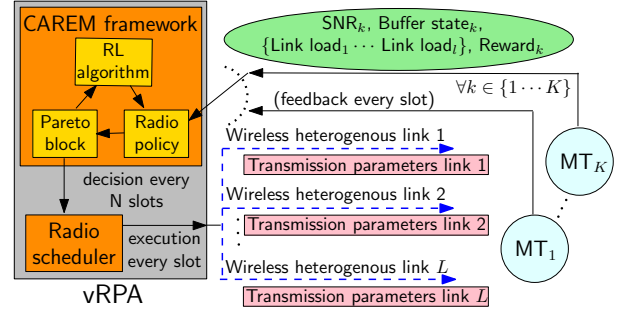 CAREM framework
RL
algorithm
Pareto
block
Radio
policy
decision every
N slots
Radio
scheduler
execution
every slot
vRPA
SNR_k, Buffer state_k,
{Link load_1 ··· Link load_l}, Reward_k
∀k ∈ {1 ··· K}
(feedback every slot)
Wireless heterogenous link 1
Transmission parameters link 1
Wireless heterogenous link 2
Transmission parameters link 2
Wireless heterogenous link L
Transmission parameters link L
MT_K
MT_1